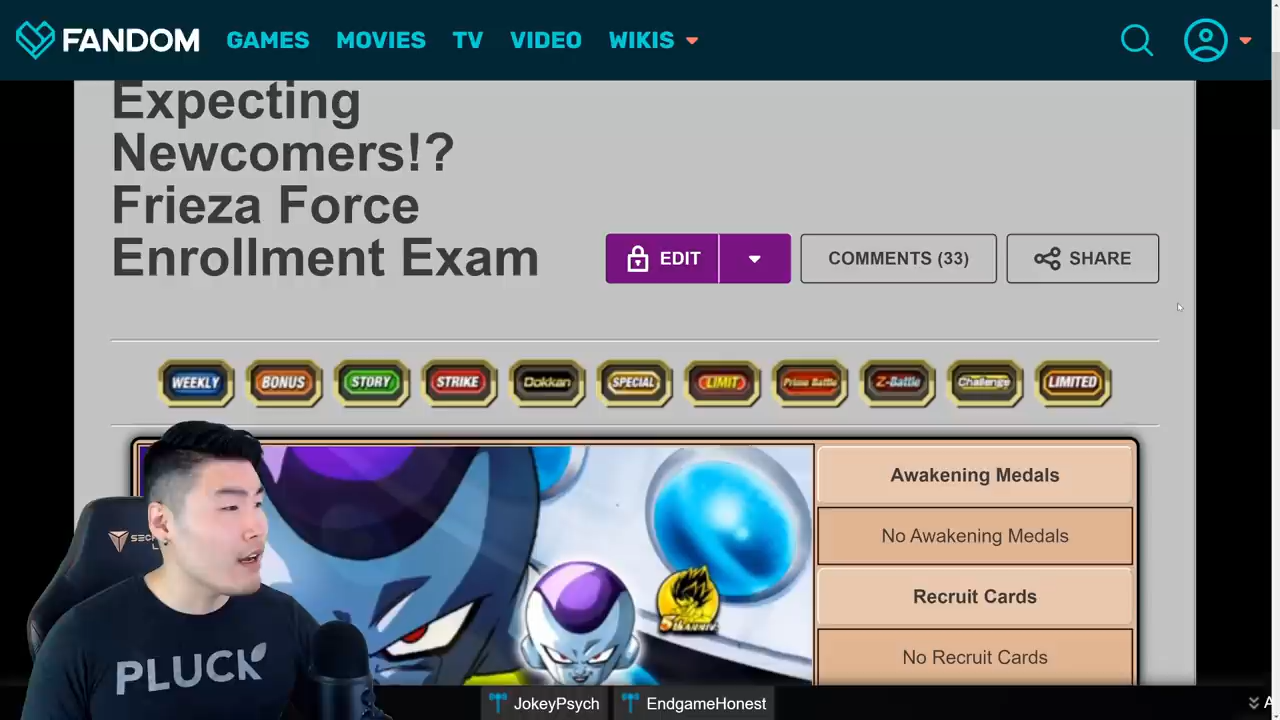 FANDOM GAMES MOVIES TV VIDEO WIKIS
Expecting
Newcomers!?
Frieza Force
Enrollment Exam
EDIT COMMENTS (33) SHARE
WEEKLY BONUS STORY STRIKE Dokkan SPECIAL LIMIT Prime Battle Z-Battle Challenge LIMITED
Awakening Medals
No Awakening Medals
Recruit Cards
No Recruit Cards
PLUCK
JokeyPsych EndgameHonest